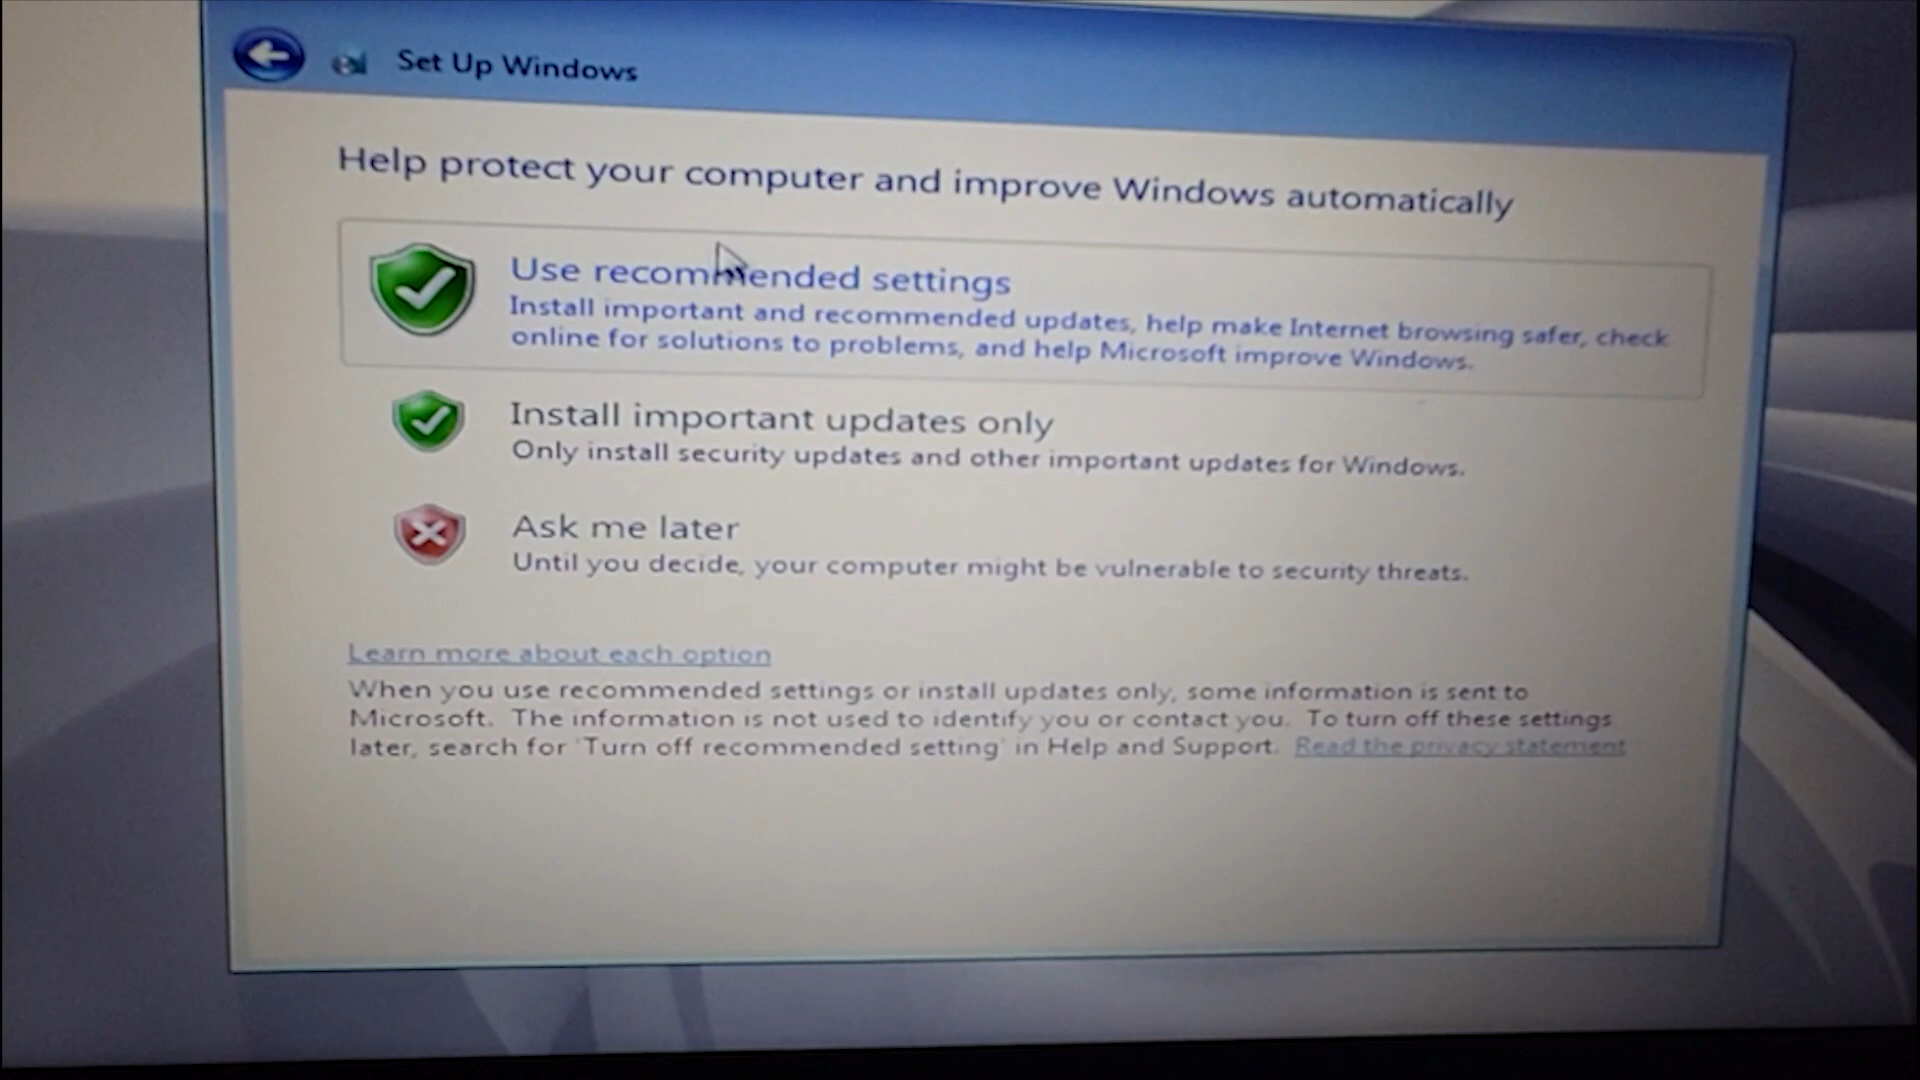 Set Up Windows
Help protect your computer and improve Windows automatically
Use recommended settings
Install important and recommended updates, help make Internet browsing safer, check
online for solutions to problems, and help Microsoft improve Windows.
Install important updates only
Only install security updates and other important updates for Windows.
Ask me later
Until you decide, your computer might be vulnerable to security threats.
Learn more about each option
When you use recommended settings or install updates only, some information is sent to
Microsoft. The information is not used to identify you or contact you. To turn off these settings
later, search for 'Turn off recommended setting' in Help and Support. Read the privacy statement